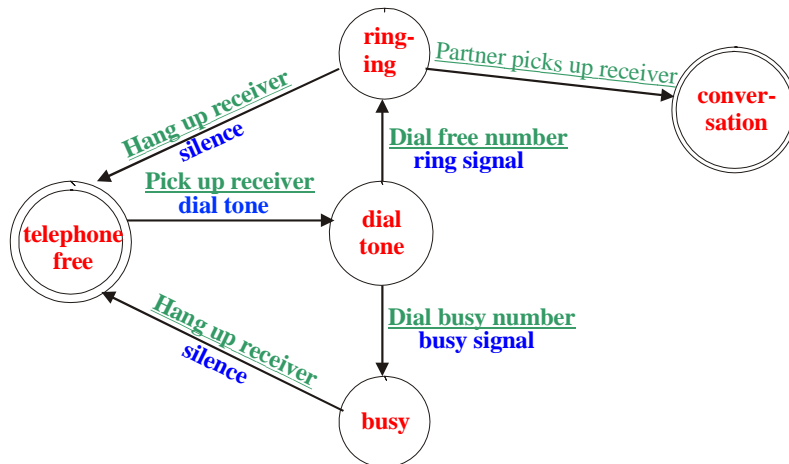 ring-
ing
Partner picks up receiver
conver-
sation
Hang up receiver
silence
Dial free number
ring signal
Pick up receiver
dial tone
telephone
free
dial
tone
Dial busy number
busy signal
Hang up receiver
silence
busy